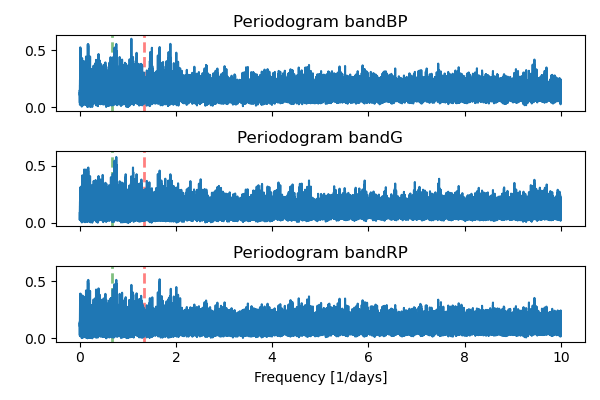 Periodogram bandBP
0.5
0.0
Periodogram bandG
0.5
0.0
Periodogram bandRP
0.5
0.0
0 2 4 6 8 10
Frequency [1/days]